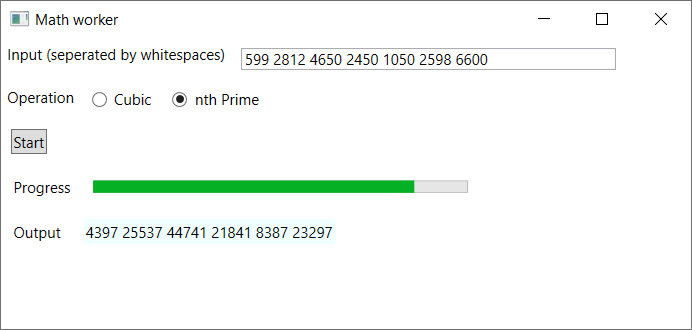 Math worker
Input (seperated by whitespaces) 599 2812 4650 2450 1050 2598 6600
Operation Cubic nth Prime
Start
Progress
Output 4397 25537 44741 21841 8387 23297